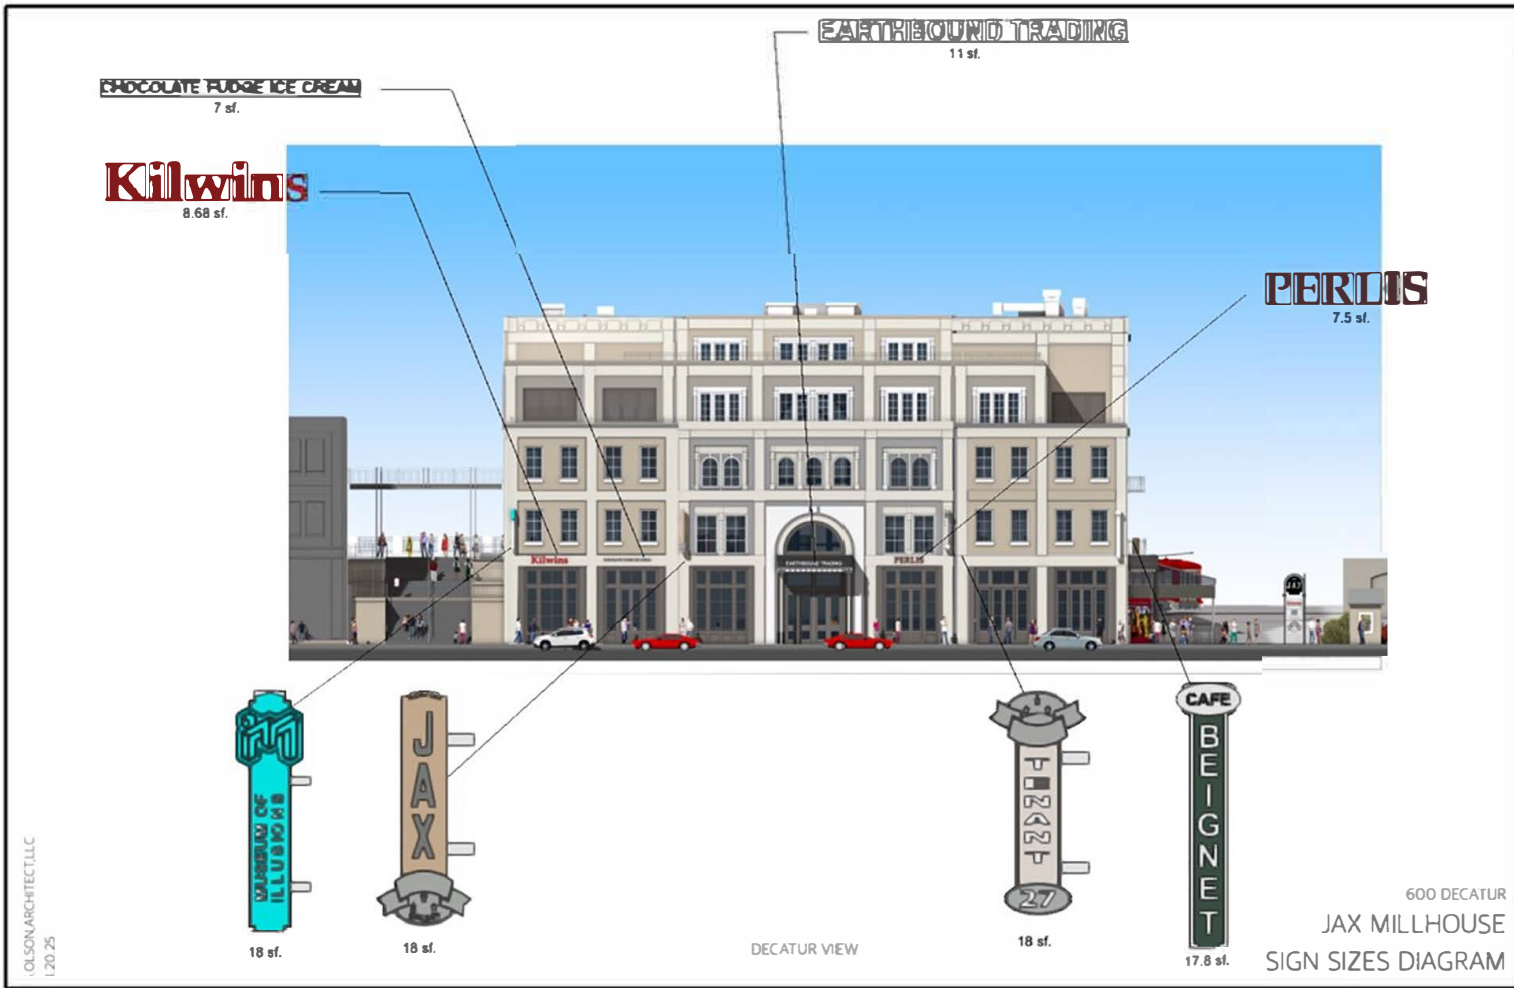 EARTHBOUND TRADING
11 sf.
CHOCOLATE FUDGE ICE CREAM
7 sf.
Kilwins
8.68 sf.
PERLIS
7.5 sf.
Kilwins
EARTHBOUND TRADING
PERLIS
MUSEUM OF
ILLUSIONS
18 sf.
JAX
18 sf.
TENANT
27
18 sf.
CAFE
BEIGNET
17.8 sf.
DECATUR VIEW
600 DECATUR
JAX MILLHOUSE
SIGN SIZES DIAGRAM
OLSON,ARCHITECT,LLC
1.20.25